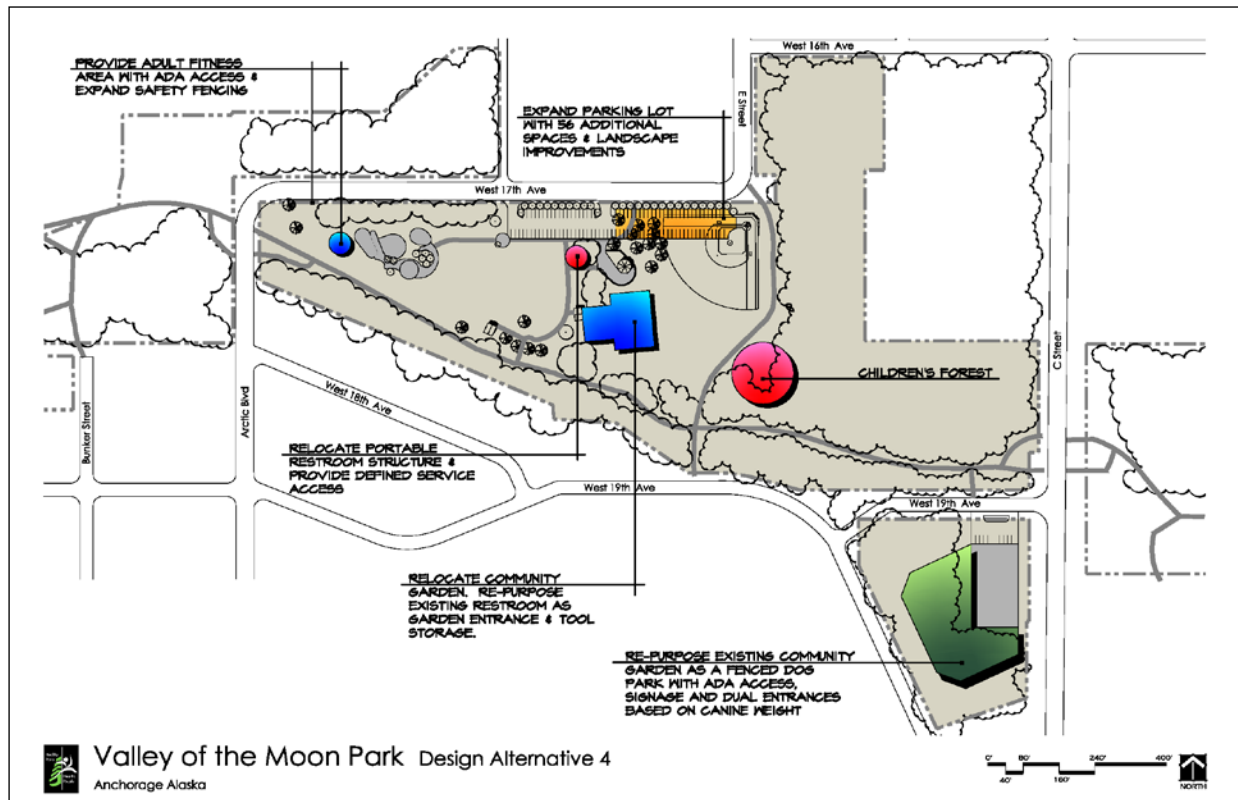 West 16th Ave
PROVIDE ADULT FITNESS
AREA WITH ADA ACCESS &
EXPAND SAFETY FENCING
E Street
EXPAND PARKING LOT
WITH 56 ADDITIONAL
SPACES & LANDSCAPE
IMPROVEMENTS
West 17th Ave
C Street
CHILDREN'S FOREST
West 18th Ave
Arctic Blvd
Bunker Street
RELOCATE PORTABLE
RESTROOM STRUCTURE &
PROVIDE DEFINED SERVICE
ACCESS
West 19th Ave
West 19th Ave
RELOCATE COMMUNITY
GARDEN. RE-PURPOSE
EXISTING RESTROOM AS
GARDEN ENTRANCE & TOOL
STORAGE.
RE-PURPOSE EXISTING COMMUNITY
GARDEN AS A FENCED DOG
PARK WITH ADA ACCESS,
SIGNAGE AND DUAL ENTRANCES
BASED ON CANINE WEIGHT
Valley of the Moon Park Design Alternative 4
Anchorage Alaska
0' 80' 240' 400'
40' 160'
NORTH